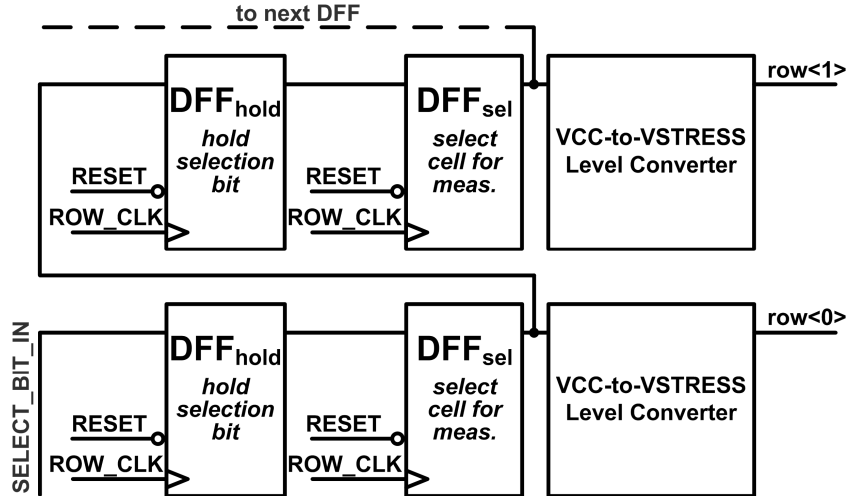 to next DFF
row<1>
DFFhold
hold
selection
bit
RESET
ROW_CLK
DFFsel
select
cell for
meas.
RESET
ROW_CLK
VCC-to-VSTRESS
Level Converter
SELECT_BIT_IN
row<0>
DFFhold
hold
selection
bit
RESET
ROW_CLK
DFFsel
select
cell for
meas.
RESET
ROW_CLK
VCC-to-VSTRESS
Level Converter